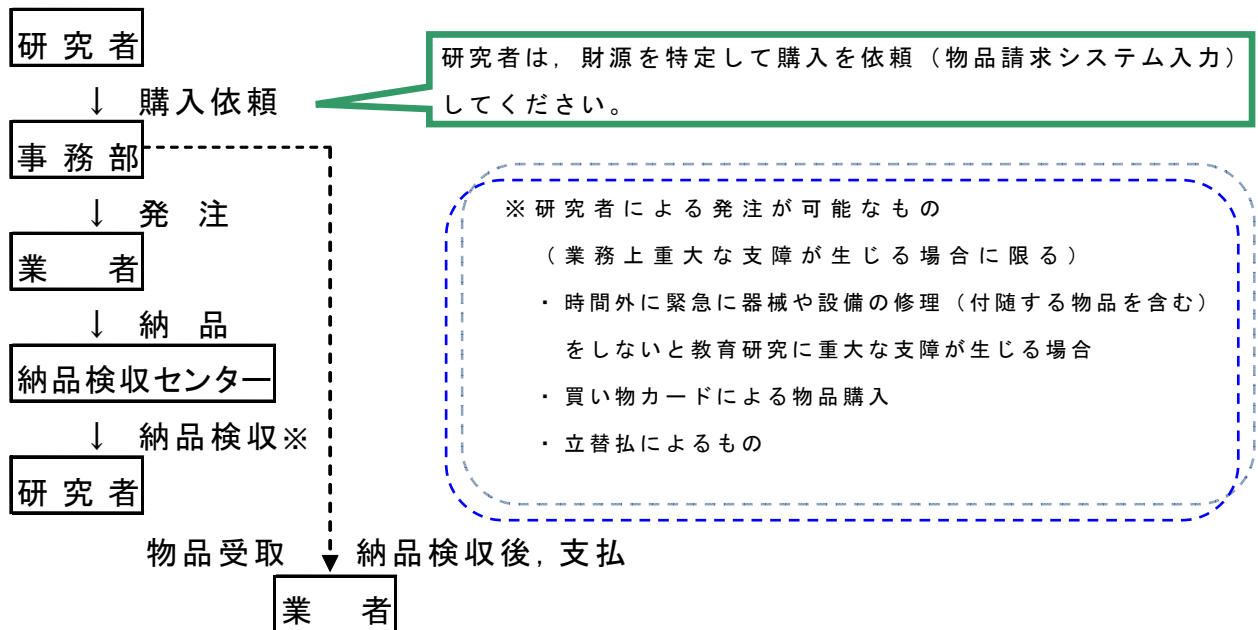 研究者
研究者は，財源を特定して購入を依頼（物品請求システム入力）
してください。
↓ 購入依頼
事務部
↓ 発注
業者
↓ 納品
納品検収センター
↓ 納品検収※
研究者
※研究者による発注が可能なもの
（業務上重大な支障が生じる場合に限る）
・時間外に緊急に器械や設備の修理（付随する物品を含む）
をしないと教育研究に重大な支障が生じる場合
・買い物カードによる物品購入
・立替払によるもの
物品受取 納品検収後，支払
業者